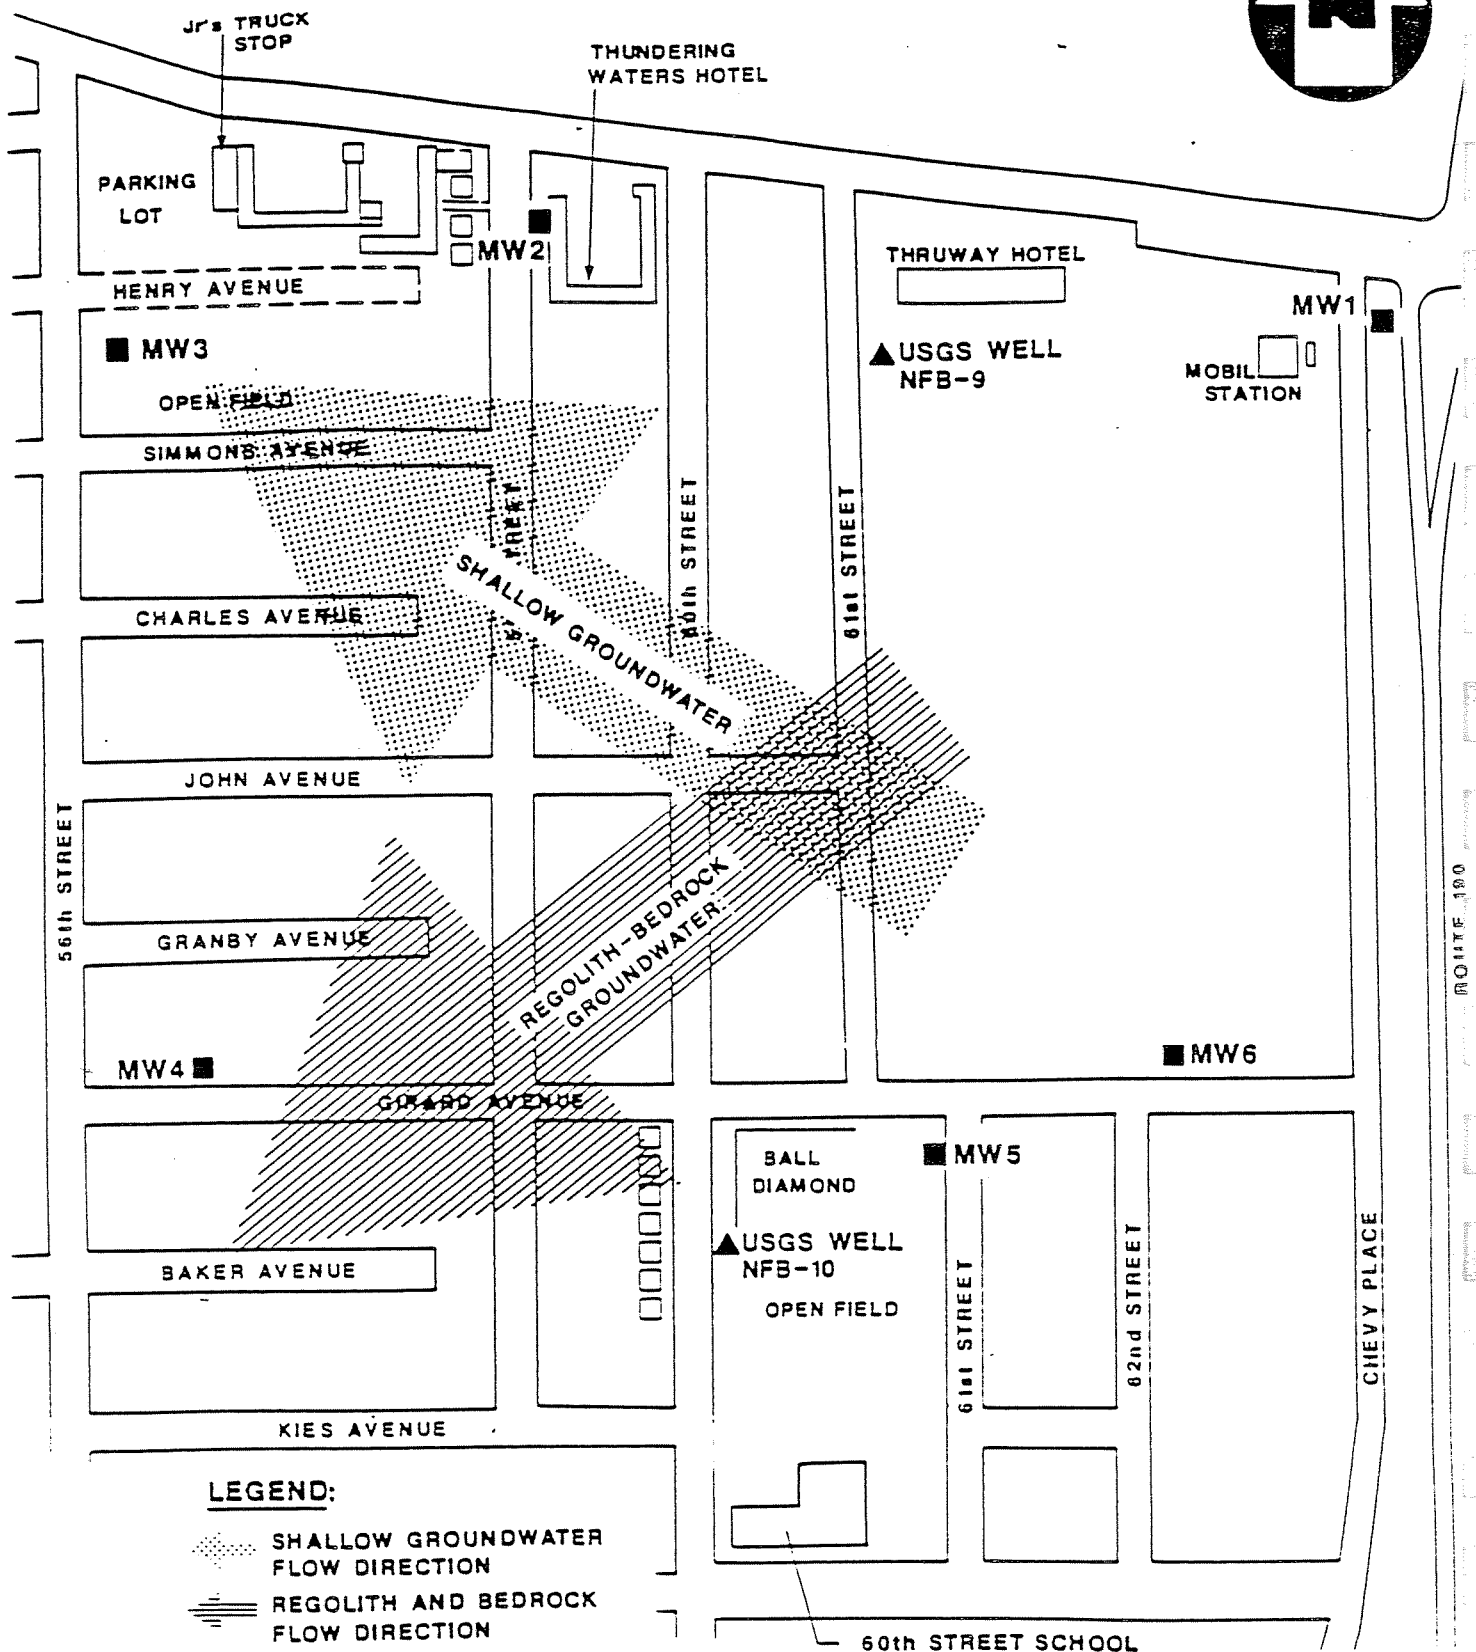 Jr's TRUCK
STOP
THUNDERING
WATERS HOTEL
N
PARKING
LOT
MW2
THRUWAY HOTEL
HENRY AVENUE
MW1
MW3
USGS WELL
NFB-9
MOBIL
STATION
OPEN FIELD
SIMMONS AVENUE
STREET
60th STREET
61st STREET
SHALLOW GROUNDWATER
CHARLES AVENUE
JOHN AVENUE
56th STREET
REGOLITH-BEDROCK
GROUNDWATER
GRANBY AVENUE
ROUTE 190
MW4
MW6
GIRARD AVENUE
BALL
DIAMOND
MW5
USGS WELL
NFB-10
BAKER AVENUE
OPEN FIELD
61st STREET
62nd STREET
CHEVY PLACE
KIES AVENUE
LEGEND:
SHALLOW GROUNDWATER
FLOW DIRECTION
REGOLITH AND BEDROCK
FLOW DIRECTION
60th STREET SCHOOL